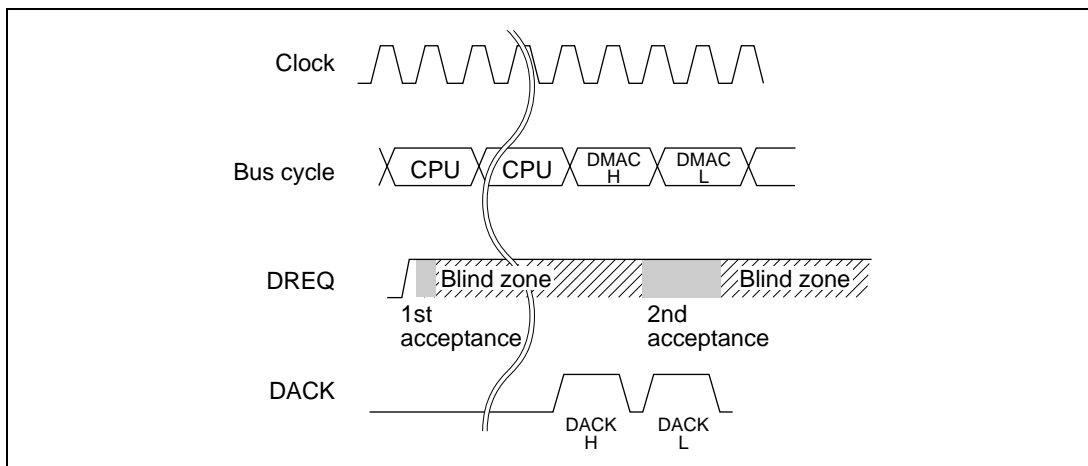 Clock
Bus cycle
CPU
CPU
DMAC
H
DMAC
L
DREQ
Blind zone
Blind zone
1st
acceptance
2nd
acceptance
DACK
DACK
H
DACK
L